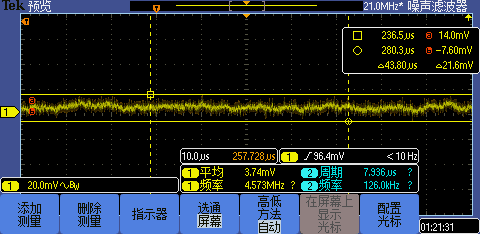 Tek 预览 21.0MHz* 噪声滤波器
236.5µs 14.0mV
280.3µs −7.60mV
△43.80µs △21.6mV
10.0µs 257.728µs
1 96.4mV <10 Hz
1 平均 3.74mV
1 频率 4.573MHz ?
2 周期 7.936µs ?
2 频率 126.0kHz ?
1 20.0mV∿Bw
添加
测量
删除
测量
指示器
选通
屏幕
高低
方法
自动
在屏幕上
显示
光标
配置
光标
01:21:31